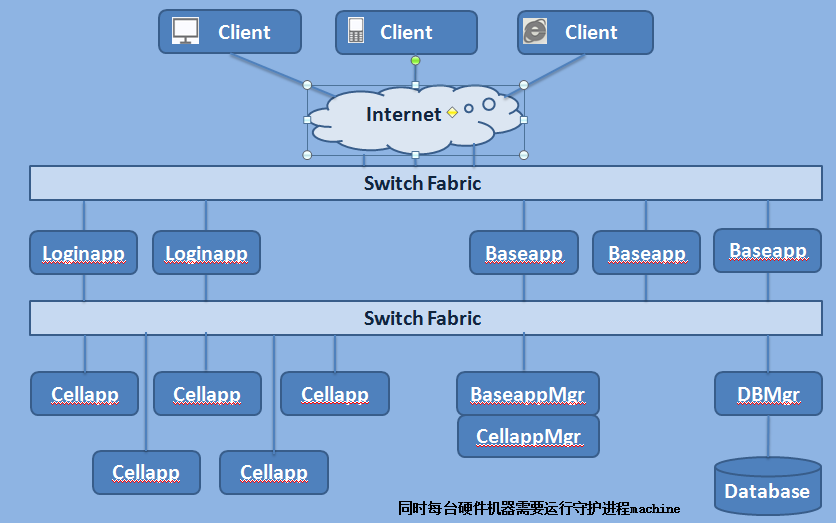 Client
Client
Client
Internet
Switch Fabric
Loginapp
Loginapp
Baseapp
Baseapp
Baseapp
Switch Fabric
Cellapp
Cellapp
Cellapp
BaseappMgr
DBMgr
CellappMgr
Cellapp
Cellapp
Database
同时每台硬件机器需要运行守护进程machine